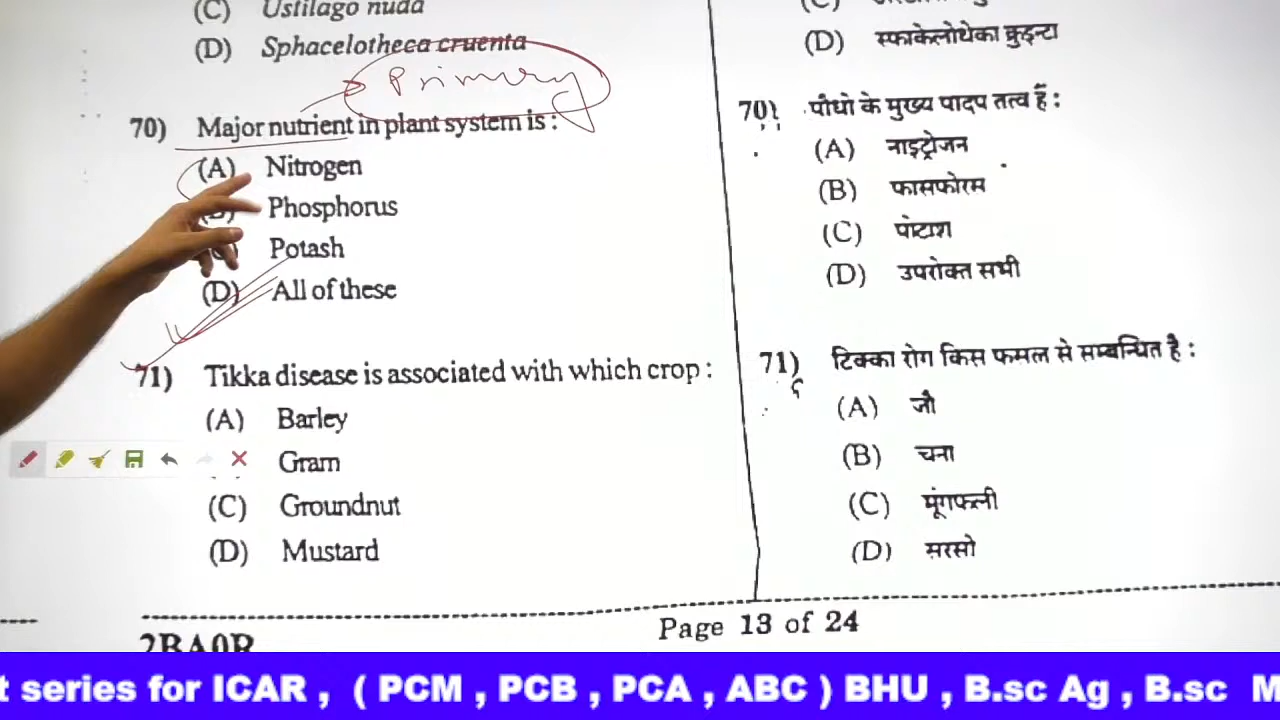 (C) Ustilago nuda
(D) Sphacelotheca cruenta
Primary
70) Major nutrient in plant system is :
(A) Nitrogen
Phosphorus
Potash
(D) All of these
71) Tikka disease is associated with which crop :
(A) Barley
Gram
(C) Groundnut
(D) Mustard
(D) स्फाकेलोथेका क्रुइन्टा
70) पौधो के मुख्य पादप तत्व हैं :
(A) नाइट्रोजन
(B) फासफोरस
(C) पोटाश
(D) उपरोक्त सभी
71) टिक्का रोग किस फसल से सम्बन्धित है :
(A) जौ
(B) चना
(C) मूंगफली
(D) सरसो
2BA0R
Page 13 of 24
t series for ICAR , ( PCM , PCB , PCA , ABC ) BHU , B.sc Ag , B.sc M